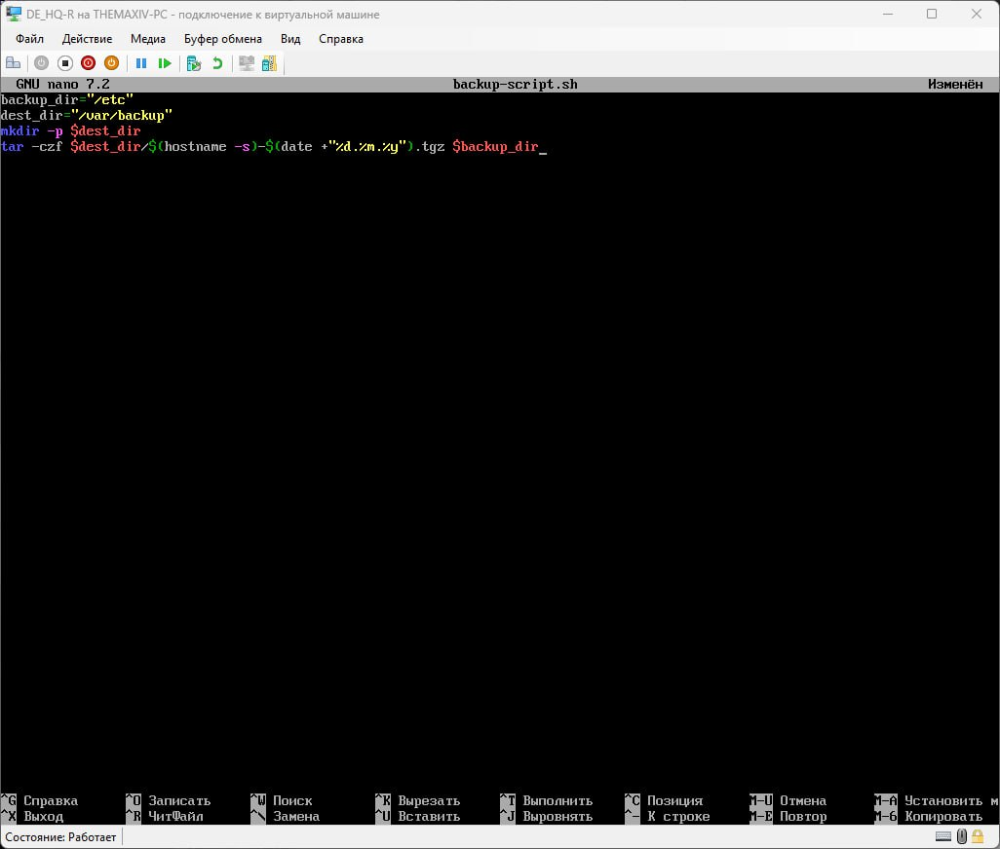 DE_HQ-R на THEMAXIV-PC - подключение к виртуальной машине
Файл Действие Медиа Буфер обмена Вид Справка
GNU nano 7.2 backup-script.sh Изменён
backup_dir="/etc"
dest_dir="/var/backup"
mkdir -p $dest_dir
tar -czf $dest_dir/$(hostname -s)-$(date +"%d.%m.%y").tgz $backup_dir_
^G Справка ^O Записать ^W Поиск ^K Вырезать ^T Выполнить ^C Позиция M-U Отмена M-A Установить м
^X Выход ^R ЧитФайл ^\ Замена ^U Вставить ^J Выровнять ^- К строке M-E Повтор M-6 Копировать
Состояние: Работает